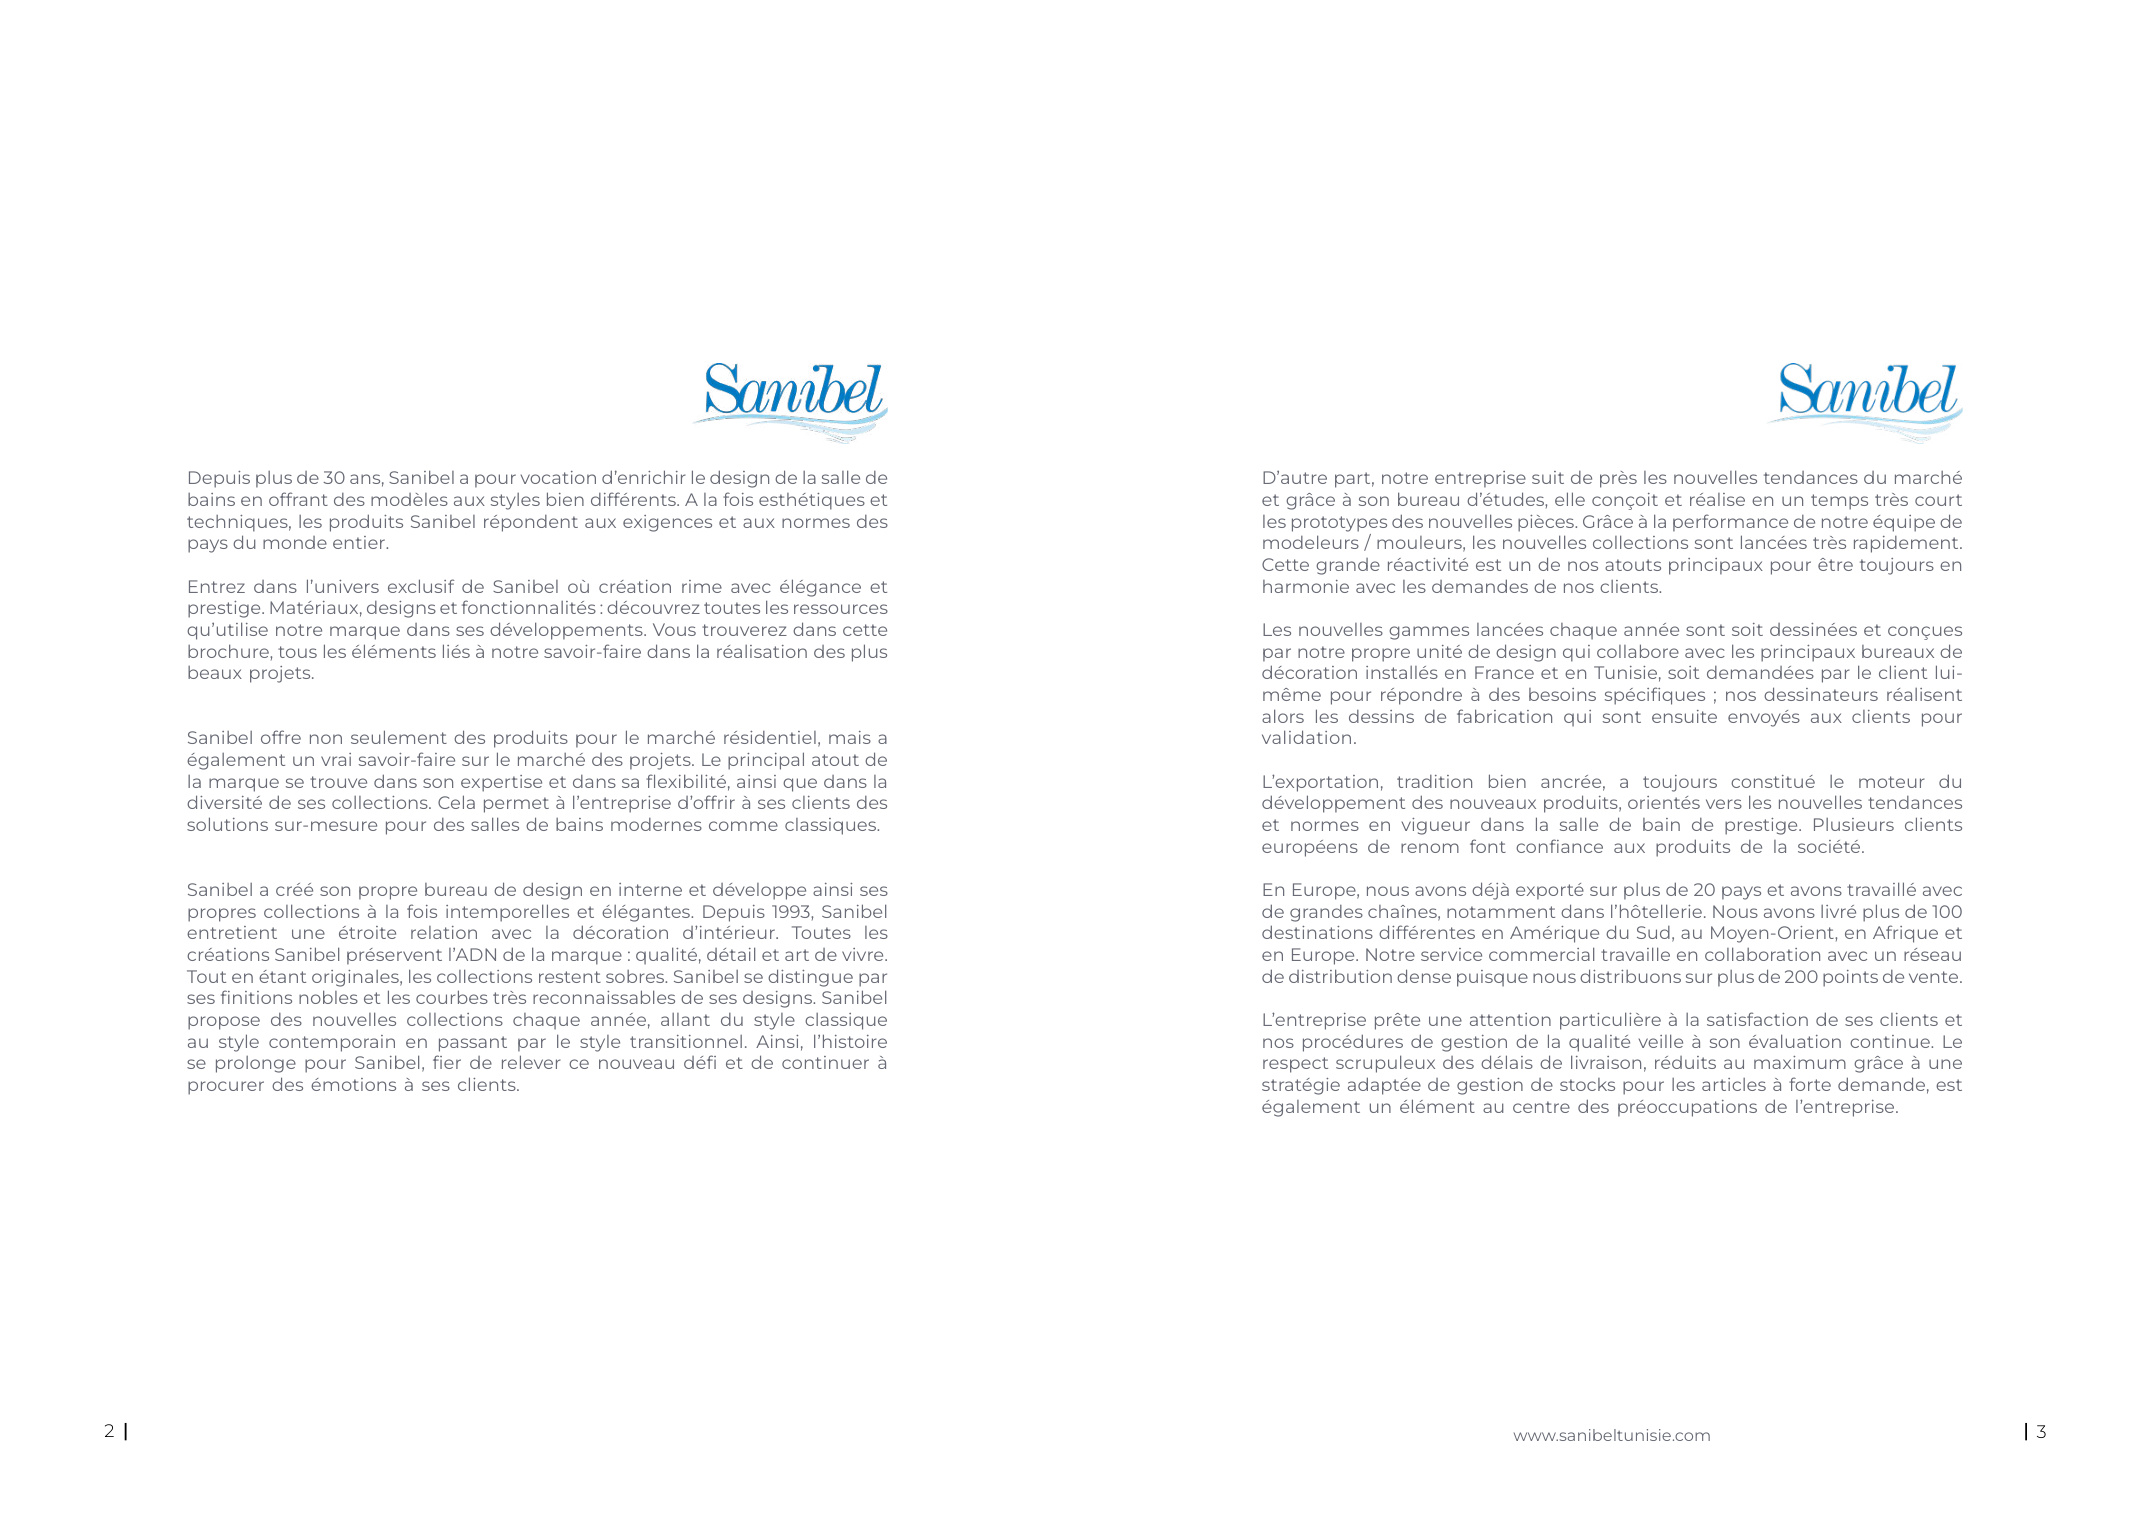 Sanibel
Depuis plus de 30 ans, Sanibel a pour vocation d’enrichir le design de la salle de
bains en offrant des modèles aux styles bien différents. A la fois esthétiques et
techniques, les produits Sanibel répondent aux exigences et aux normes des
pays du monde entier.
Entrez dans l’univers exclusif de Sanibel où création rime avec élégance et
prestige. Matériaux, designs et fonctionnalités : découvrez toutes les ressources
qu’utilise notre marque dans ses développements. Vous trouverez dans cette
brochure, tous les éléments liés à notre savoir-faire dans la réalisation des plus
beaux projets.
Sanibel offre non seulement des produits pour le marché résidentiel, mais a
également un vrai savoir-faire sur le marché des projets. Le principal atout de
la marque se trouve dans son expertise et dans sa flexibilité, ainsi que dans la
diversité de ses collections. Cela permet à l’entreprise d’offrir à ses clients des
solutions sur-mesure pour des salles de bains modernes comme classiques.
Sanibel a créé son propre bureau de design en interne et développe ainsi ses
propres collections à la fois intemporelles et élégantes. Depuis 1993, Sanibel
entretient une étroite relation avec la décoration d’intérieur. Toutes les
créations Sanibel préservent l’ADN de la marque : qualité, détail et art de vivre.
Tout en étant originales, les collections restent sobres. Sanibel se distingue par
ses finitions nobles et les courbes très reconnaissables de ses designs. Sanibel
propose des nouvelles collections chaque année, allant du style classique
au style contemporain en passant par le style transitionnel. Ainsi, l’histoire
se prolonge pour Sanibel, fier de relever ce nouveau défi et de continuer à
procurer des émotions à ses clients.
2 |
Sanibel
D’autre part, notre entreprise suit de près les nouvelles tendances du marché
et grâce à son bureau d’études, elle conçoit et réalise en un temps très court
les prototypes des nouvelles pièces. Grâce à la performance de notre équipe de
modeleurs / mouleurs, les nouvelles collections sont lancées très rapidement.
Cette grande réactivité est un de nos atouts principaux pour être toujours en
harmonie avec les demandes de nos clients.
Les nouvelles gammes lancées chaque année sont soit dessinées et conçues
par notre propre unité de design qui collabore avec les principaux bureaux de
décoration installés en France et en Tunisie, soit demandées par le client lui-
même pour répondre à des besoins spécifiques ; nos dessinateurs réalisent
alors les dessins de fabrication qui sont ensuite envoyés aux clients pour
validation.
L’exportation, tradition bien ancrée, a toujours constitué le moteur du
développement des nouveaux produits, orientés vers les nouvelles tendances
et normes en vigueur dans la salle de bain de prestige. Plusieurs clients
européens de renom font confiance aux produits de la société.
En Europe, nous avons déjà exporté sur plus de 20 pays et avons travaillé avec
de grandes chaînes, notamment dans l’hôtellerie. Nous avons livré plus de 100
destinations différentes en Amérique du Sud, au Moyen-Orient, en Afrique et
en Europe. Notre service commercial travaille en collaboration avec un réseau
de distribution dense puisque nous distribuons sur plus de 200 points de vente.
L’entreprise prête une attention particulière à la satisfaction de ses clients et
nos procédures de gestion de la qualité veille à son évaluation continue. Le
respect scrupuleux des délais de livraison, réduits au maximum grâce à une
stratégie adaptée de gestion de stocks pour les articles à forte demande, est
également un élément au centre des préoccupations de l’entreprise.
www.sanibeltunisie.com
| 3